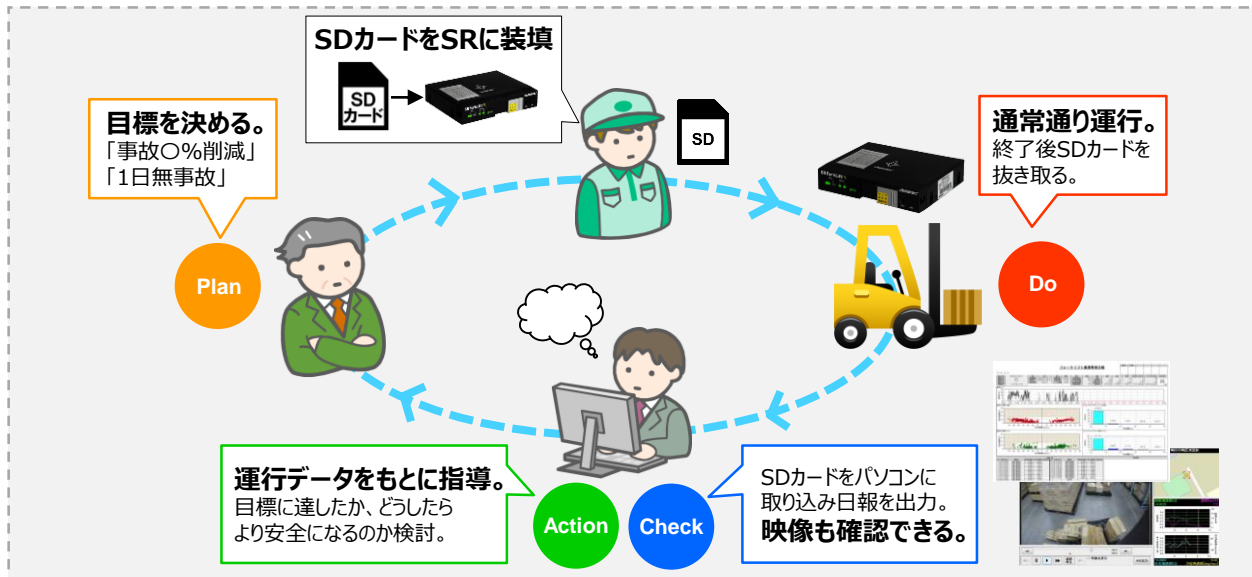 SDカードをSRに装填
SD
カード
SD
目標を決める。
「事故〇%削減」
「1日無事故」
Plan
通常通り運行。
終了後SDカードを
抜き取る。
Do
運行データをもとに指導。
目標に達したか、どうしたら
より安全になるのか検討。
Action
Check
SDカードをパソコンに
取り込み日報を出力。
映像も確認できる。